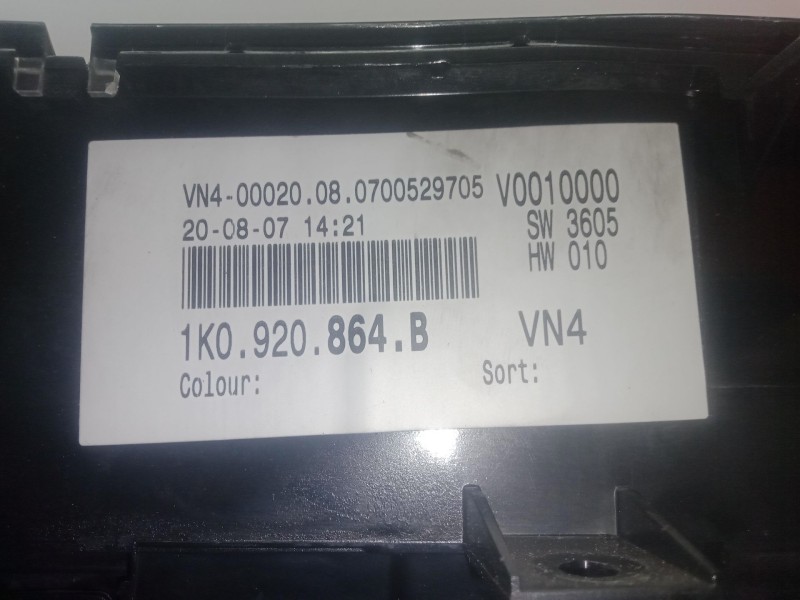 VN4-00020.08.0700529705 V0010000
20-08-07 14:21 SW 3605
HW 010
1K0.920.864.B VN4
Colour: Sort: